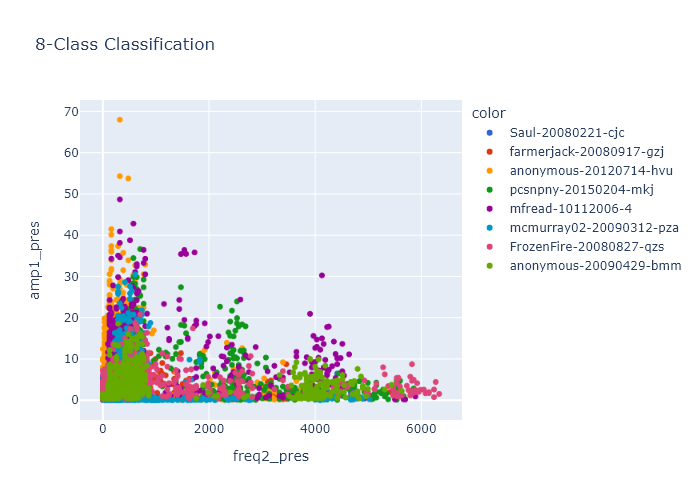 8-Class Classification
color
Saul-20080221-cjc
farmerjack-20080917-gzj
anonymous-20120714-hvu
pcsnpny-20150204-mkj
mfread-10112006-4
mcmurray02-20090312-pza
FrozenFire-20080827-qzs
anonymous-20090429-bmm
70
60
50
40
30
20
10
0
amp1_pres
0 2000 4000 6000
freq2_pres